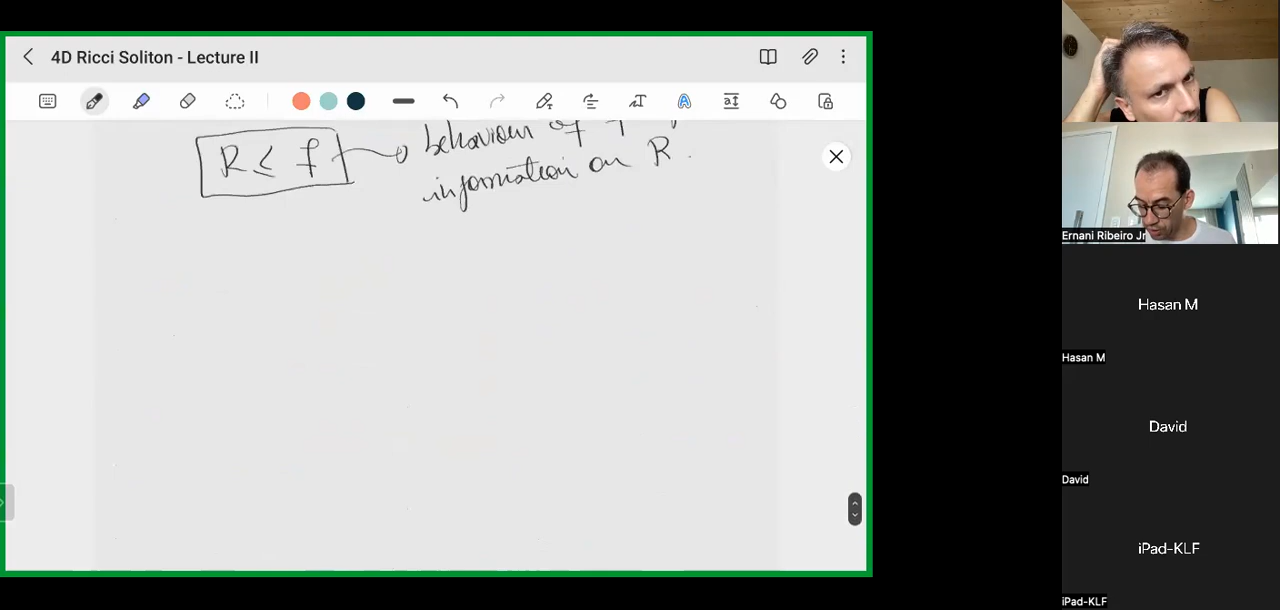 4D Ricci Soliton - Lecture II
R ≤ f
behaviour of f
information on R.
Ernani Ribeiro Jr
Hasan M
Hasan M
David
David
iPad-KLF
iPad-KLF